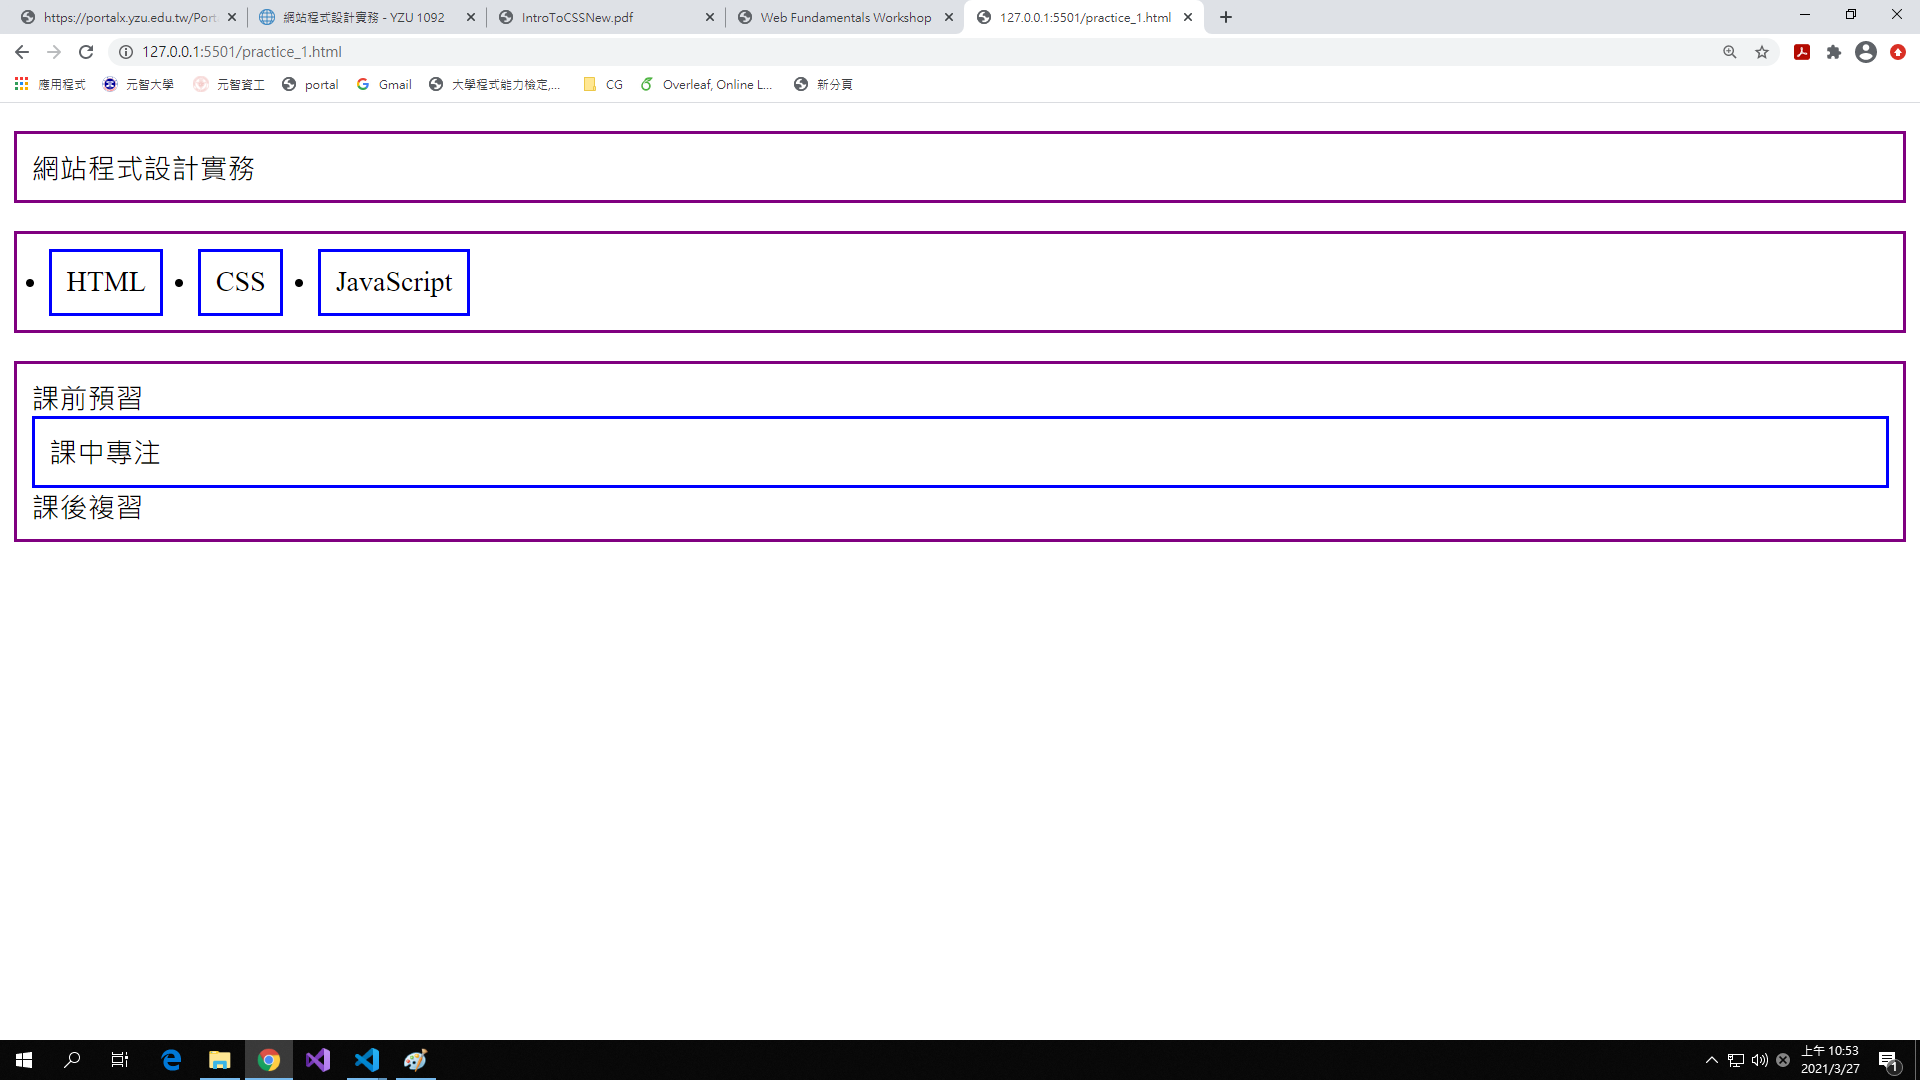 https://portalx.yzu.edu.tw/Port
網站程式設計實務 - YZU 1092
IntroToCSSNew.pdf
Web Fundamentals Workshop
127.0.0.1:5501/practice_1.html
127.0.0.1:5501/practice_1.html
應用程式
元智大學
元智資工
portal
Gmail
大學程式能力檢定,...
CG
Overleaf, Online L...
新分頁
網站程式設計實務
HTML
CSS
JavaScript
課前預習
課中專注
課後複習
上午 10:53
2021/3/27
1